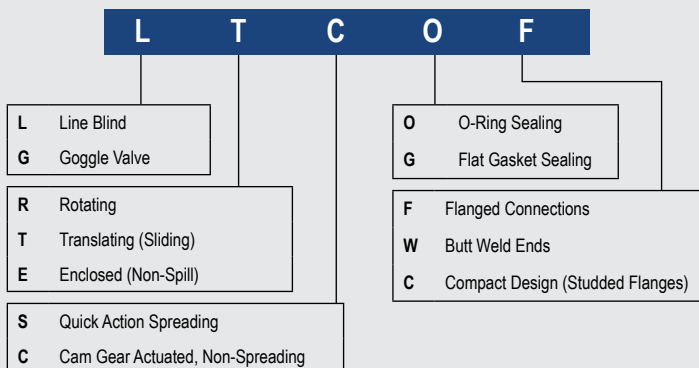 L T C O F
L Line Blind
G Goggle Valve
R Rotating
T Translating (Sliding)
E Enclosed (Non-Spill)
S Quick Action Spreading
C Cam Gear Actuated, Non-Spreading
O O-Ring Sealing
G Flat Gasket Sealing
F Flanged Connections
W Butt Weld Ends
C Compact Design (Studded Flanges)